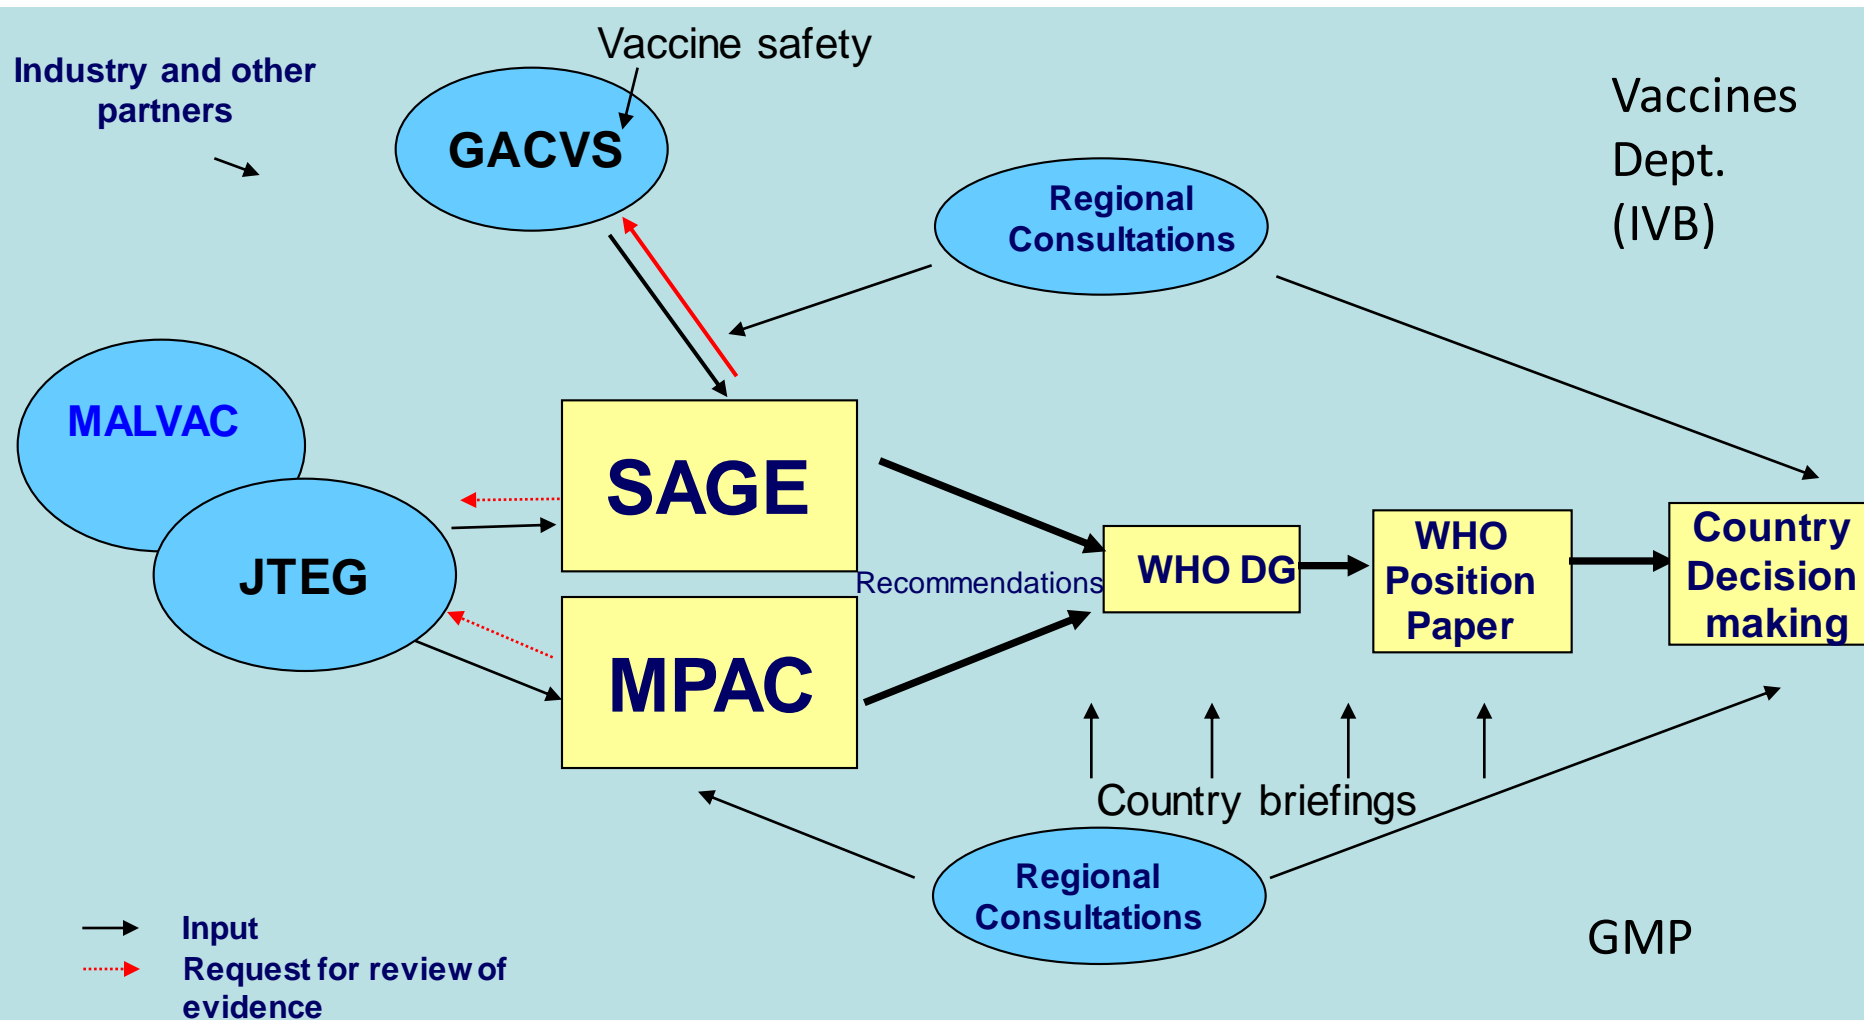 Vaccine safety
Industry and other
partners
GACVS
Vaccines
Dept.
(IVB)
Regional
Consultations
MALVAC
JTEG
SAGE
MPAC
Recommendations
WHO DG
WHO
Position
Paper
Country
Decision
making
Country briefings
Regional
Consultations
GMP
Input
Request for review of
evidence